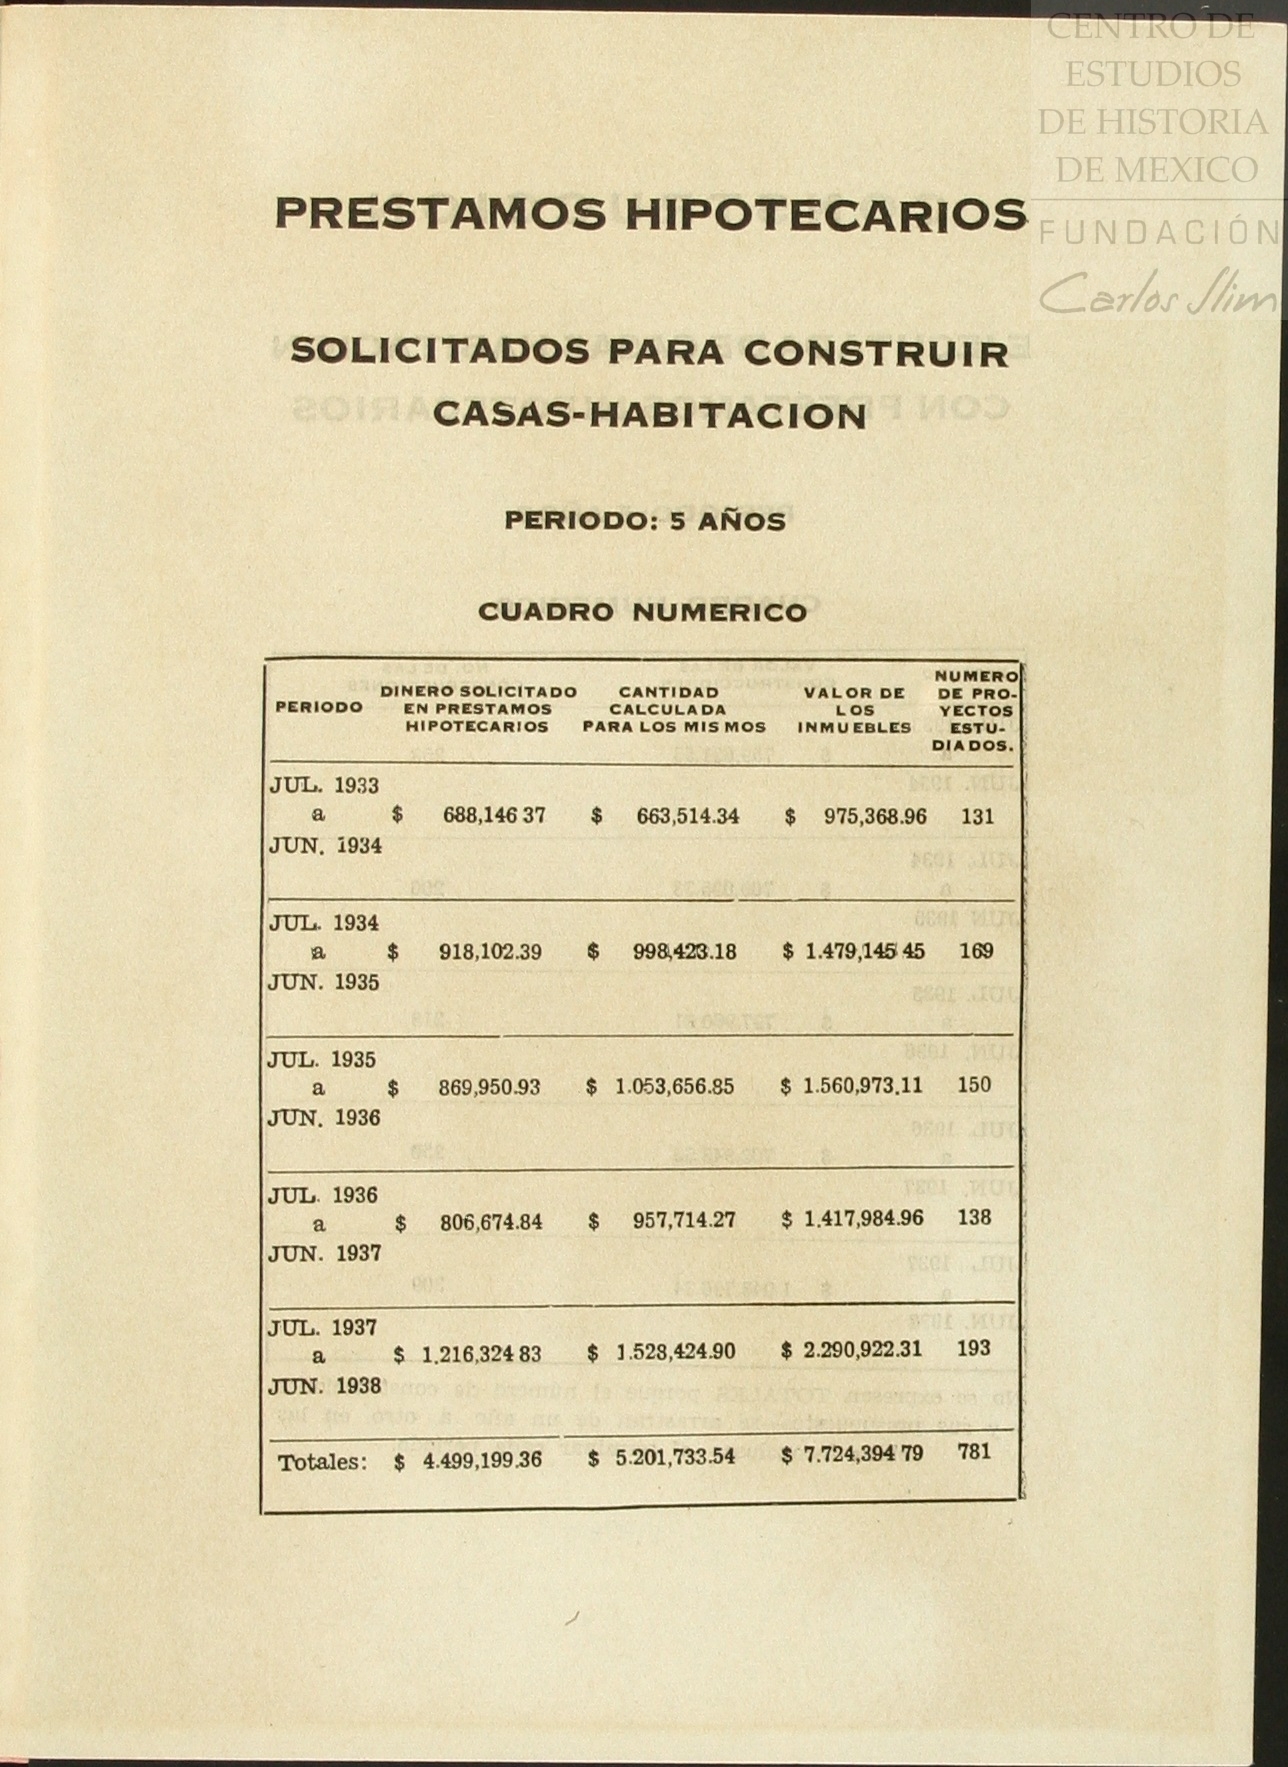 CENTRO DE
ESTUDIOS
DE HISTORIA
DE MEXICO
FUNDACIÓN
Carlos Slim
PRESTAMOS HIPOTECARIOS
SOLICITADOS PARA CONSTRUIR
CASAS-HABITACION
PERIODO: 5 AÑOS
CUADRO NUMERICO
PERIODO
DINERO SOLICITADO
EN PRESTAMOS
HIPOTECARIOS
CANTIDAD
CALCULADA
PARA LOS MISMOS
VALOR DE
LOS
INMUEBLES
NUMERO
DE PRO-
YECTOS
ESTU-
DIADOS.
JUL. 1933
a $ 688,146 37 $ 663,514.34 $ 975,368.96 131
JUN. 1934
JUL. 1934
a $ 918,102.39 $ 998,423.18 $ 1.479,145 45 169
JUN. 1935
JUL. 1935
a $ 869,950.93 $ 1.053,656.85 $ 1.560,973.11 150
JUN. 1936
JUL. 1936
a $ 806,674.84 $ 957,714.27 $ 1.417,984.96 138
JUN. 1937
JUL. 1937
a $ 1.216,324 83 $ 1.528,424.90 $ 2.290,922.31 193
JUN. 1938
Totales: $ 4.499,199.36 $ 5.201,733.54 $ 7.724,394 79 781